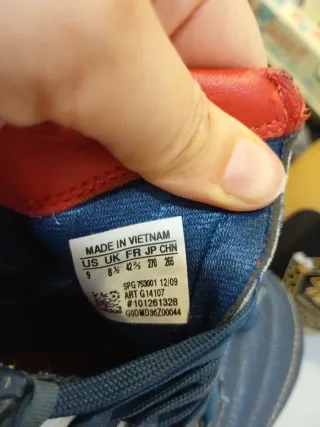 MADE IN VIETNAM
US UK FR JP CHN
9 8½ 42⅔ 270 265
SPG 753001 12/09
ART G14107
#101261328
G0DMD36Z00044